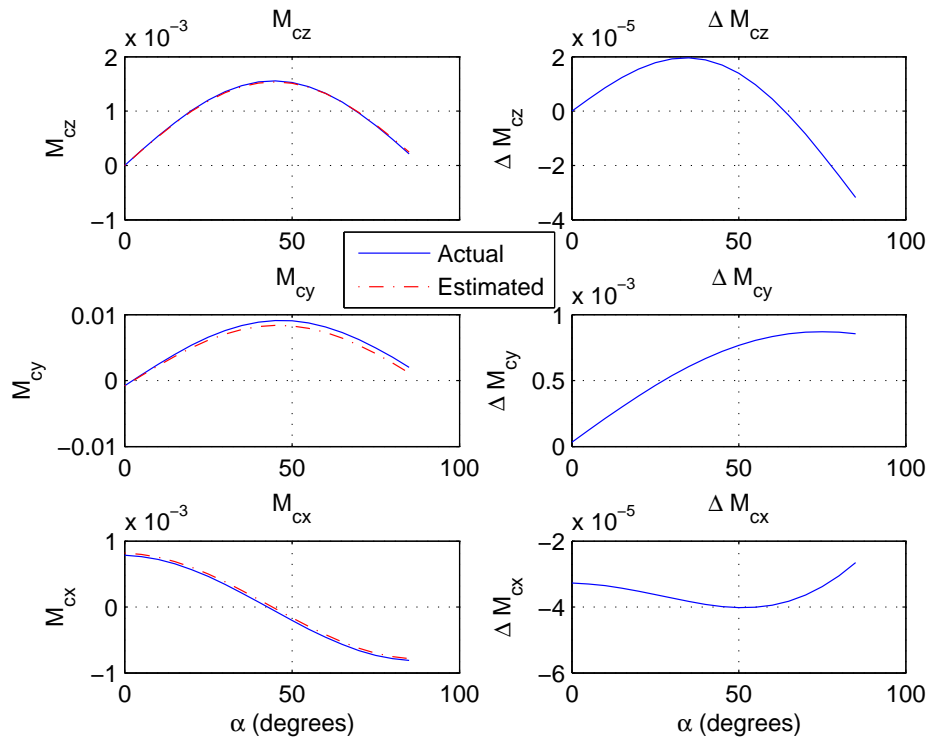 M_cz
x 10^-3
M_cz
2
1
0
−1
0 50 100
Δ M_cz
x 10^-5
Δ M_cz
2
0
−2
−4
0 50 100
Actual
Estimated
M_cy
M_cy
0.01
0
−0.01
0 50 100
Δ M_cy
x 10^-3
Δ M_cy
1
0.5
0
0 50 100
M_cx
x 10^-3
M_cx
1
0
−1
0 50 100
α (degrees)
Δ M_cx
x 10^-5
Δ M_cx
−2
−4
−6
0 50 100
α (degrees)